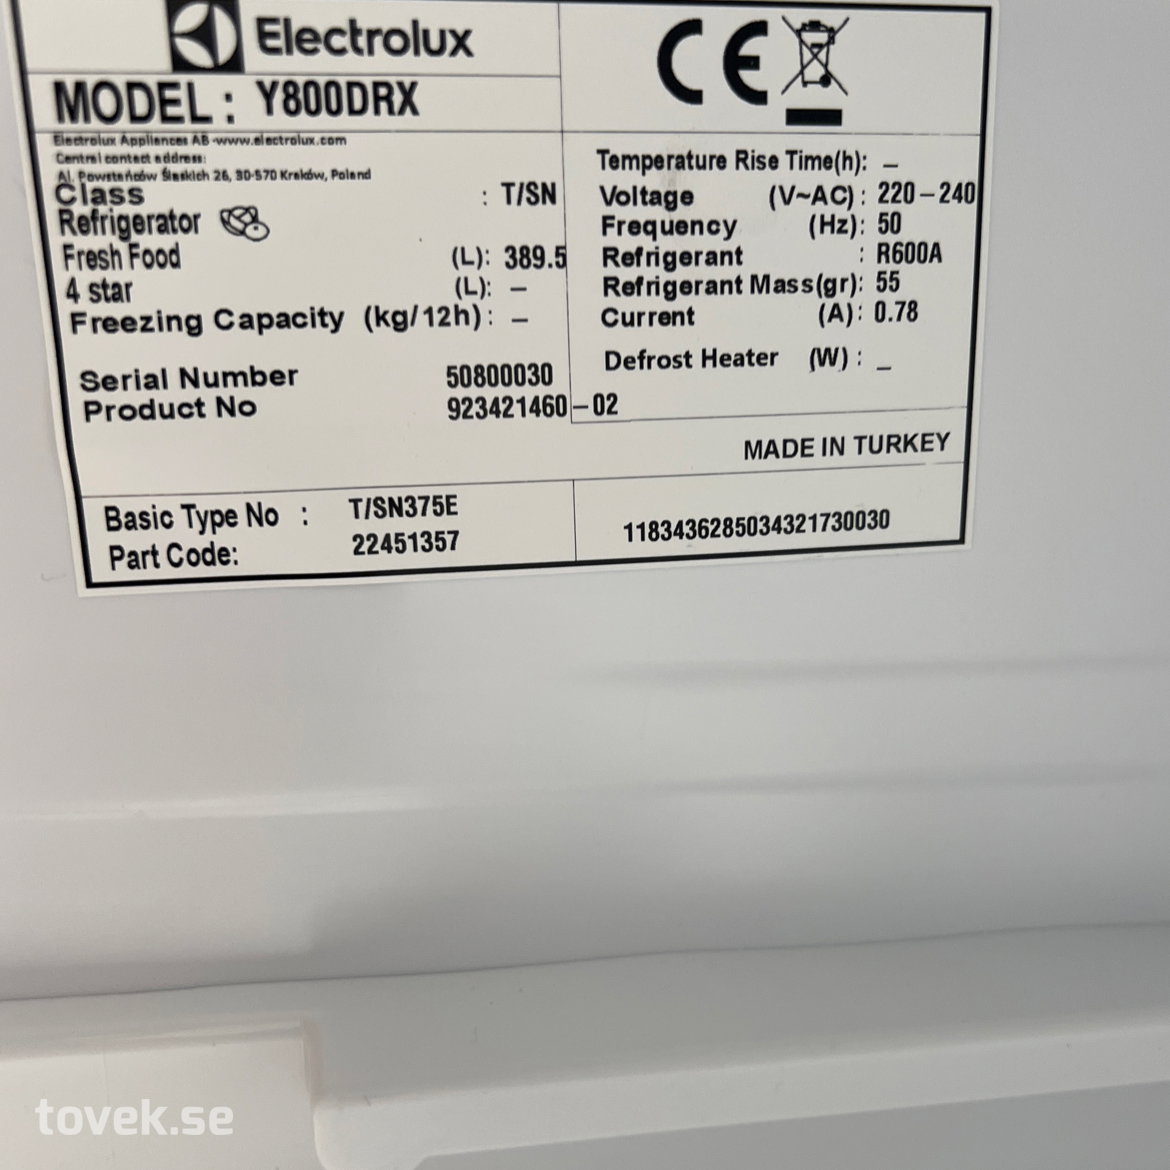 Electrolux
MODEL : Y800DRX
Electrolux Appliances AB -www.electrolux.com
Central contact address:
Al. Powstańców Śląskich 26, 30-570 Kraków, Poland
Class : T/SN
Refrigerator
Fresh Food (L): 389.5
4 star (L): –
Freezing Capacity (kg/12h): –
Serial Number 50800030
Product No 923421460-02
CE
Temperature Rise Time(h): –
Voltage (V~AC): 220-240
Frequency (Hz): 50
Refrigerant : R600A
Refrigerant Mass(gr): 55
Current (A): 0.78
Defrost Heater (W) : _
MADE IN TURKEY
Basic Type No : T/SN375E
Part Code: 22451357
1183436285034321730030
tovek.se